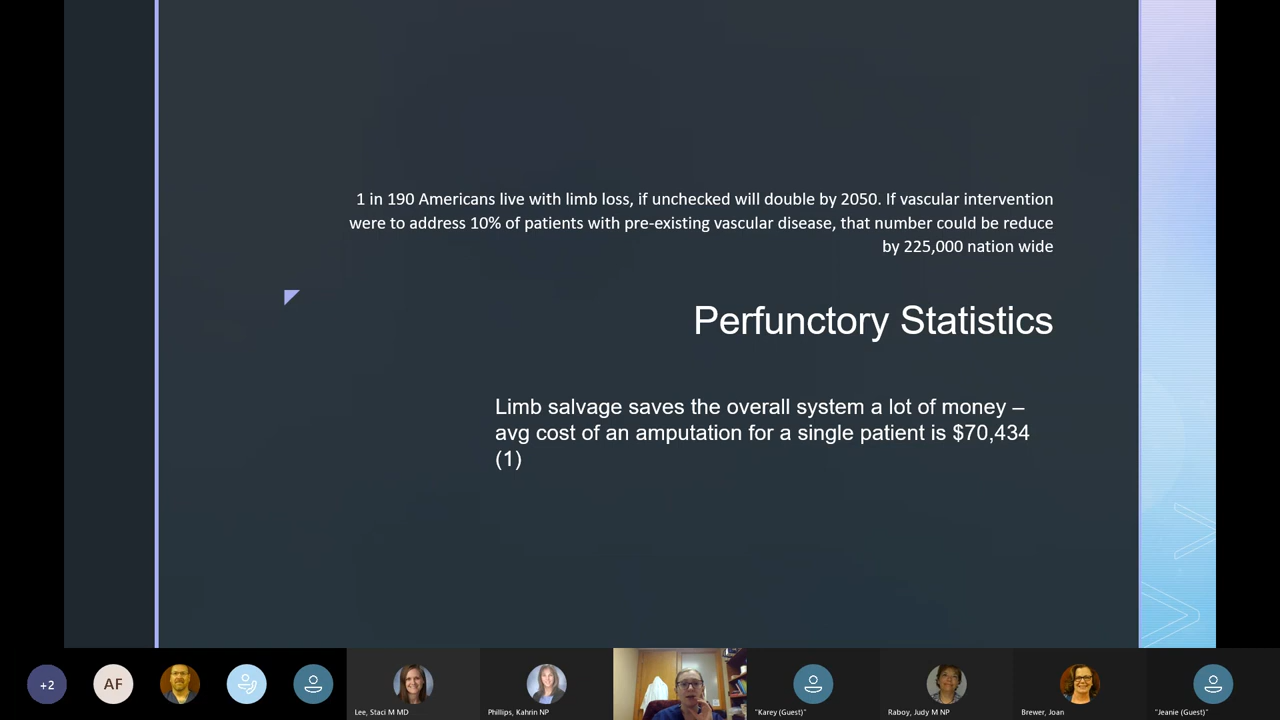 1 in 190 Americans live with limb loss, if unchecked will double by 2050. If vascular intervention
were to address 10% of patients with pre-existing vascular disease, that number could be reduce
by 225,000 nation wide
Perfunctory Statistics
Limb salvage saves the overall system a lot of money –
avg cost of an amputation for a single patient is $70,434
(1)
+2
AF
Lee, Staci M MD
Phillips, Kahrin NP
"Karey (Guest)"
Raboy, Judy M NP
Brewer, Joan
"Jeanie (Guest)"